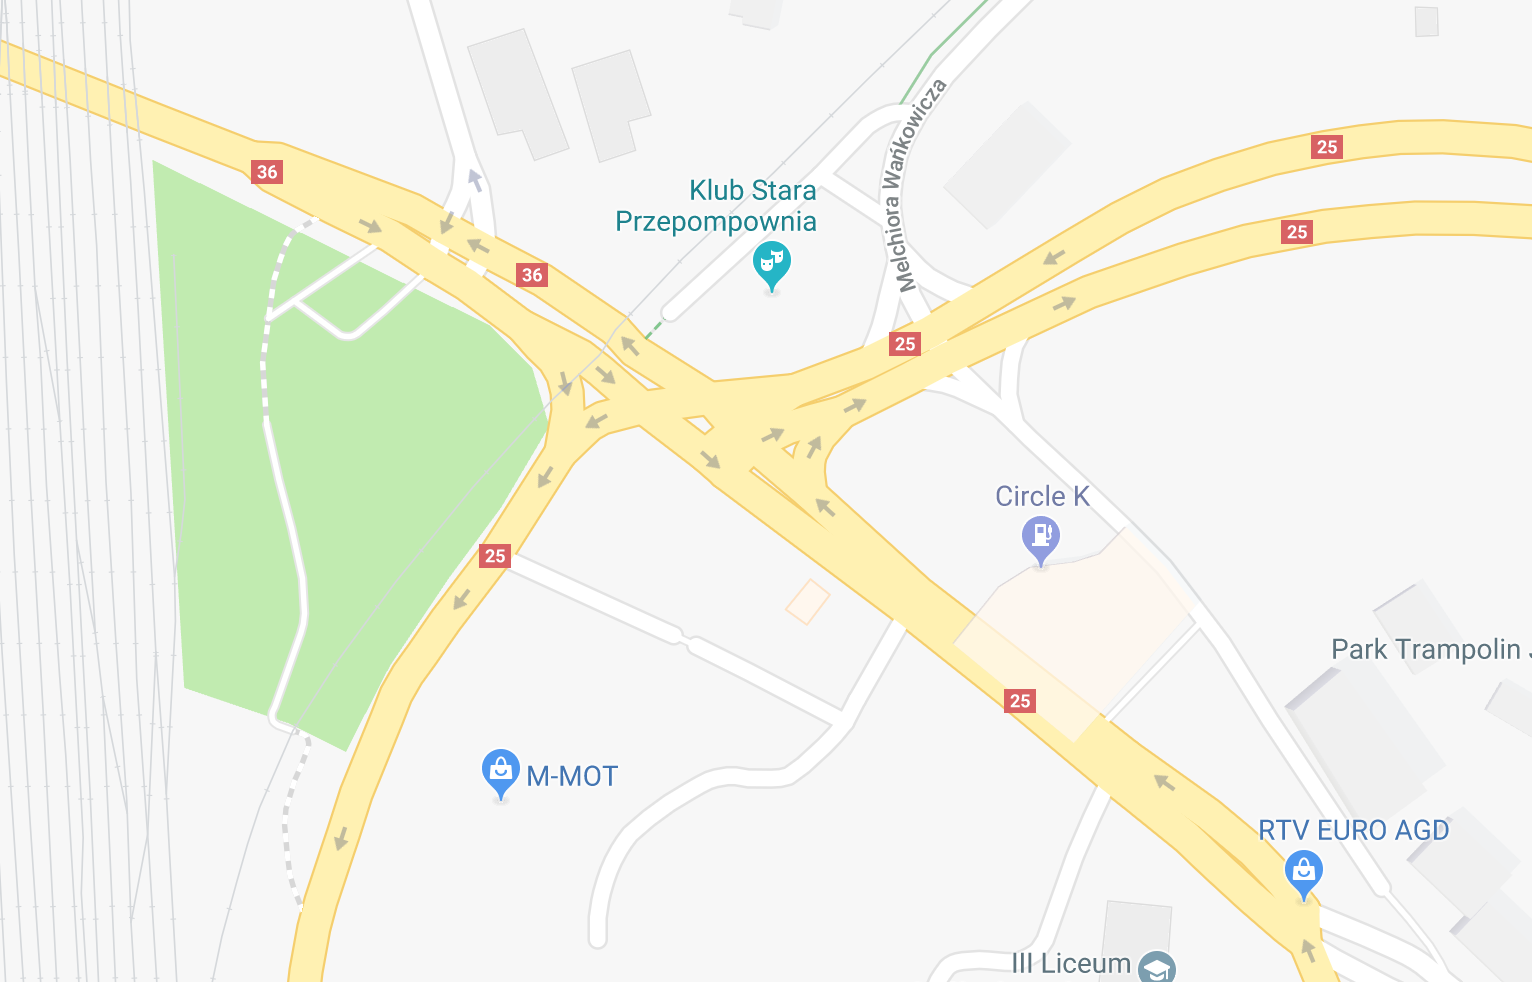 25
36
Klub Stara
Przepompownia
Melchiora Wańkowicza
25
36
25
Circle K
25
Park Trampolin
25
M-MOT
RTV EURO AGD
III Liceum